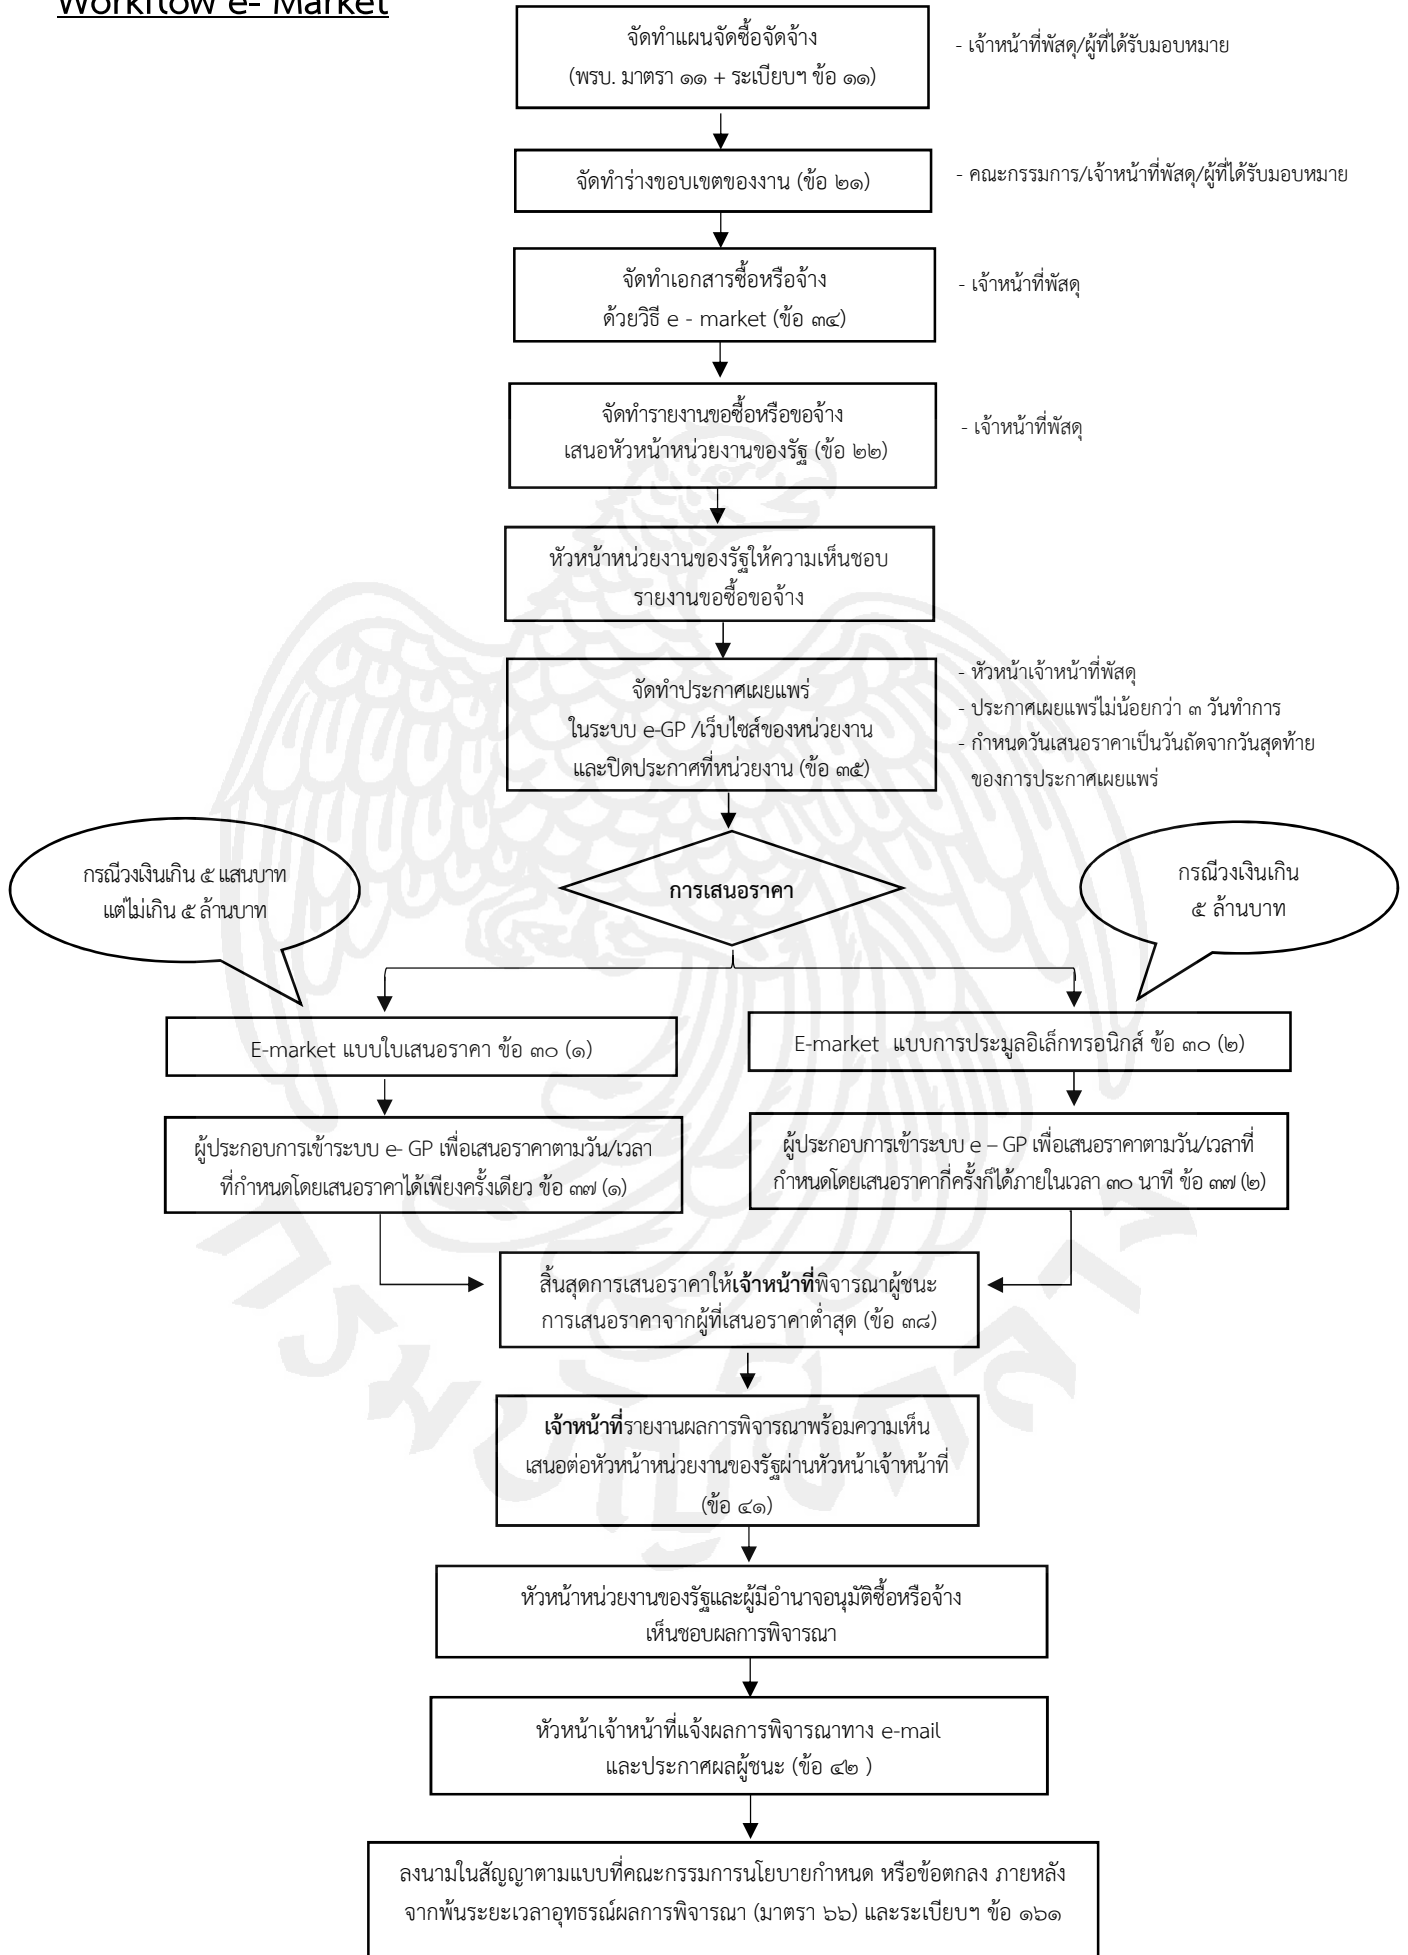 Workflow e- Market
จัดทำแผนจัดซื้อจัดจ้าง
(พรบ. มาตรา ๑๑ + ระเบียบฯ ข้อ ๑๑)
- เจ้าหน้าที่พัสดุ/ผู้ที่ได้รับมอบหมาย
จัดทำร่างขอบเขตของงาน (ข้อ ๒๑)
- คณะกรรมการ/เจ้าหน้าที่พัสดุ/ผู้ที่ได้รับมอบหมาย
จัดทำเอกสารซื้อหรือจ้าง
ด้วยวิธี e - market (ข้อ ๓๔)
- เจ้าหน้าที่พัสดุ
จัดทำรายงานขอซื้อหรือขอจ้าง
เสนอหัวหน้าหน่วยงานของรัฐ (ข้อ ๒๒)
- เจ้าหน้าที่พัสดุ
หัวหน้าหน่วยงานของรัฐให้ความเห็นชอบ
รายงานขอซื้อขอจ้าง
จัดทำประกาศเผยแพร่
ในระบบ e-GP /เว็บไซส์ของหน่วยงาน
และปิดประกาศที่หน่วยงาน (ข้อ ๓๕)
- หัวหน้าเจ้าหน้าที่พัสดุ
- ประกาศเผยแพร่ไม่น้อยกว่า ๓ วันทำการ
- กำหนดวันเสนอราคาเป็นวันถัดจากวันสุดท้าย
ของการประกาศเผยแพร่
กรณีวงเงินเกิน ๕ แสนบาท
แต่ไม่เกิน ๕ ล้านบาท
การเสนอราคา
กรณีวงเงินเกิน
๕ ล้านบาท
E-market แบบใบเสนอราคา ข้อ ๓๐ (๑)
E-market แบบการประมูลอิเล็กทรอนิกส์ ข้อ ๓๐ (๒)
ผู้ประกอบการเข้าระบบ e- GP เพื่อเสนอราคาตามวัน/เวลา
ที่กำหนดโดยเสนอราคาได้เพียงครั้งเดียว ข้อ ๓๗ (๑)
ผู้ประกอบการเข้าระบบ e – GP เพื่อเสนอราคาตามวัน/เวลาที่
กำหนดโดยเสนอราคากี่ครั้งก็ได้ภายในเวลา ๓๐ นาที ข้อ ๓๗ (๒)
สิ้นสุดการเสนอราคาให้เจ้าหน้าที่พิจารณาผู้ชนะ
การเสนอราคาจากผู้ที่เสนอราคาต่ำสุด (ข้อ ๓๘)
เจ้าหน้าที่รายงานผลการพิจารณาพร้อมความเห็น
เสนอต่อหัวหน้าหน่วยงานของรัฐผ่านหัวหน้าเจ้าหน้าที่
(ข้อ ๔๑)
หัวหน้าหน่วยงานของรัฐและผู้มีอำนาจอนุมัติซื้อหรือจ้าง
เห็นชอบผลการพิจารณา
หัวหน้าเจ้าหน้าที่แจ้งผลการพิจารณาทาง e-mail
และประกาศผลผู้ชนะ (ข้อ ๔๒ )
ลงนามในสัญญาตามแบบที่คณะกรรมการนโยบายกำหนด หรือข้อตกลง ภายหลัง
จากพ้นระยะเวลาอุทธรณ์ผลการพิจารณา (มาตรา ๖๖) และระเบียบฯ ข้อ ๑๖๑
กรมบัญชีกลาง